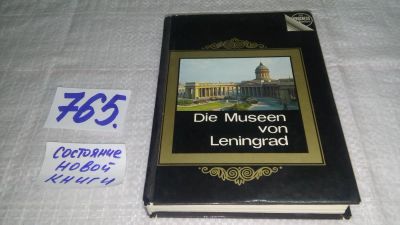 765.
СОСТОЯНИЕ
НОВОЙ
КНИГИ
Die Museen
von
Leningrad